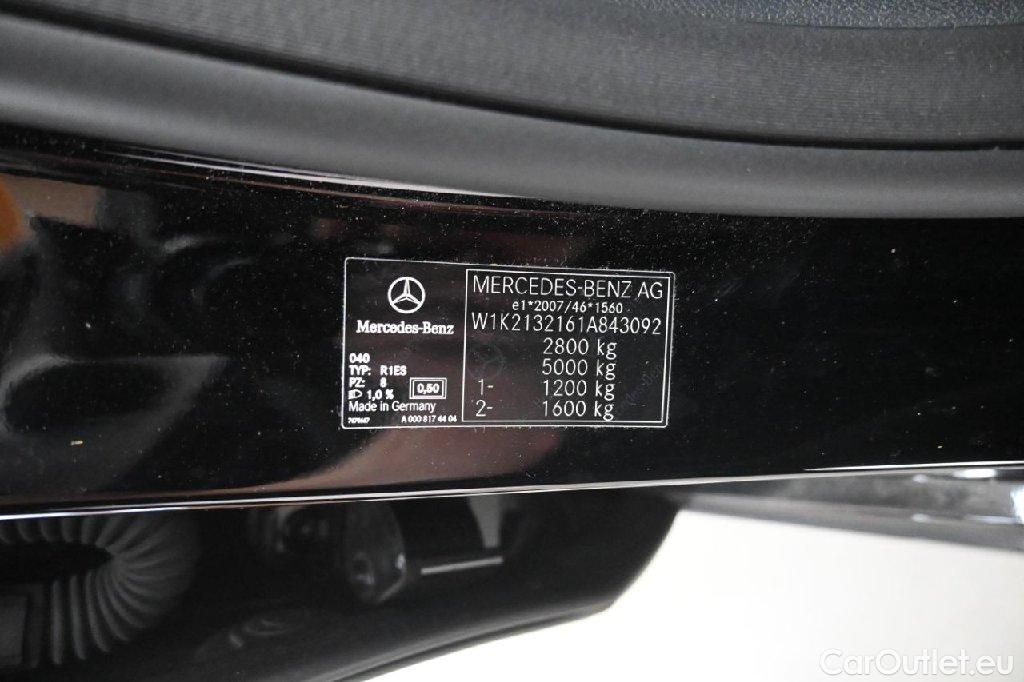 Mercedes-Benz
040
TYP: R1ES
PZ: 8
1,0 % 0,50
Made in Germany
A 000 817 44 04
MERCEDES-BENZ AG
e1*2007/46*1560
W1K2132161A843092
2800 kg
5000 kg
1- 1200 kg
2- 1600 kg
CarOutlet.eu